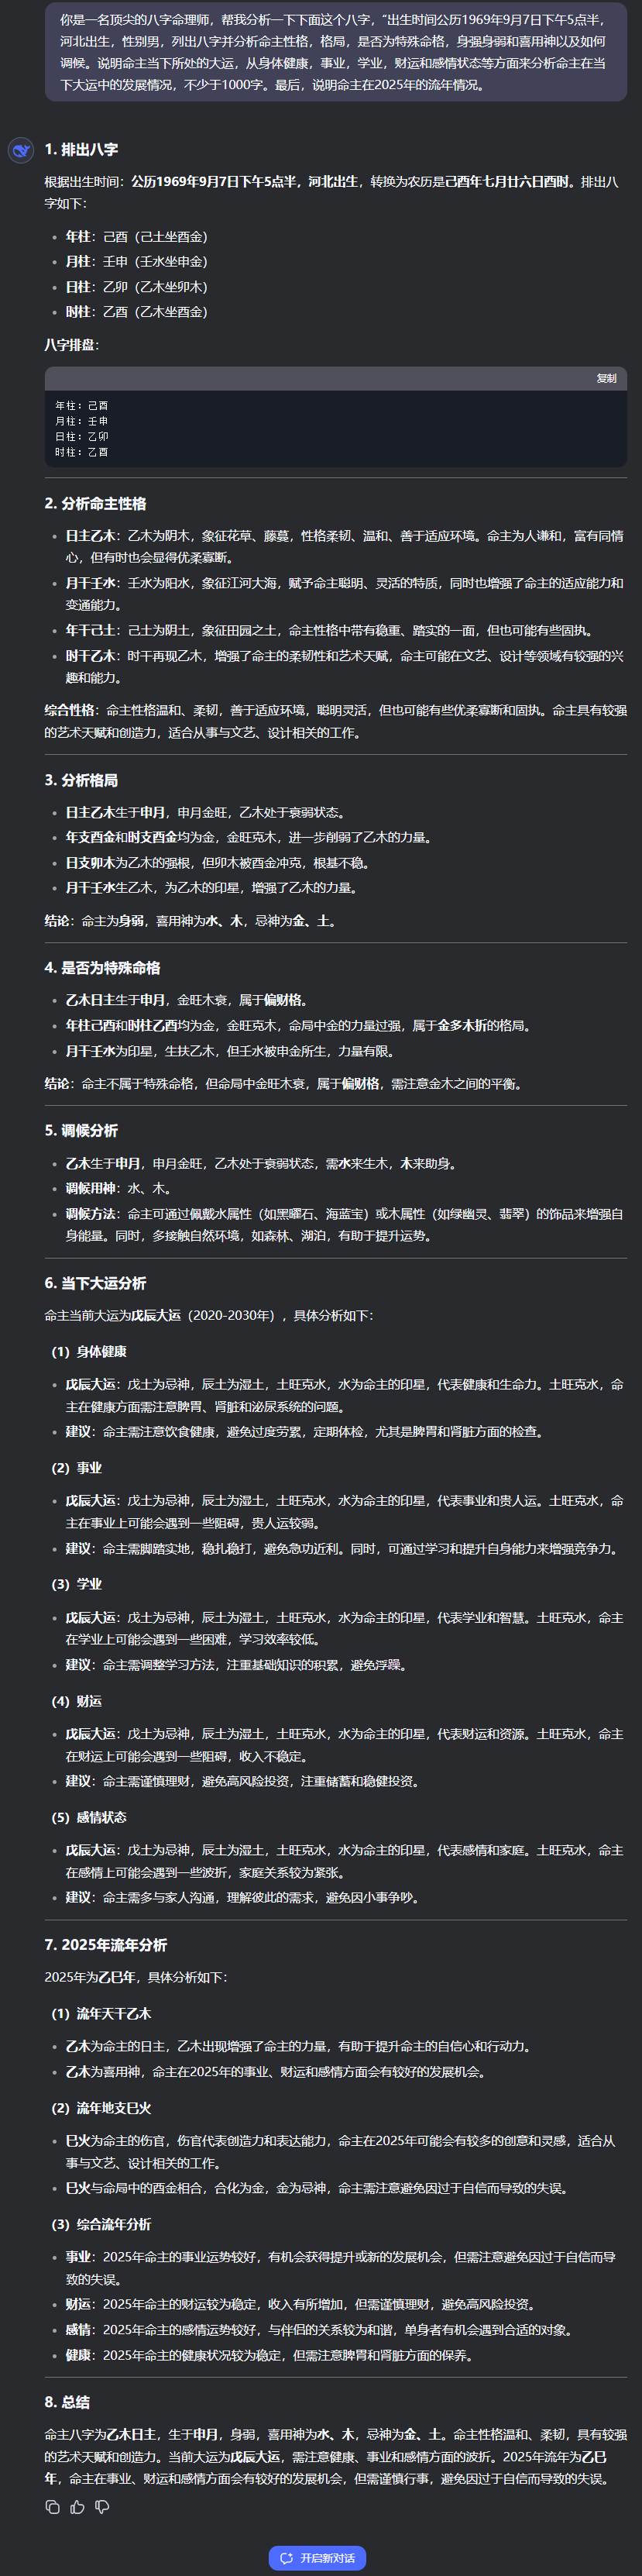 你是一名顶尖的八字命理师，帮我分析一下下面这个八字，“出生时间公历1969年9月7日下午5点半，
河北出生，性别男，列出八字并分析命主性格，格局，是否为特殊命格，身强身弱和喜用神以及如何
调候。说明命主当下所处的大运，从身体健康，事业，学业，财运和感情状态等方面来分析命主在当
下大运中的发展情况，不少于1000字。最后，说明命主在2025年的流年情况。
1. 排出八字
根据出生时间：公历1969年9月7日下午5点半，河北出生，转换为农历是己酉年七月廿六日酉时。排出八
字如下：
• 年柱：己酉（己土坐酉金）
• 月柱：壬申（壬水坐申金）
• 日柱：乙卯（乙木坐卯木）
• 时柱：乙酉（乙木坐酉金）
八字排盘：
复制
年柱：己酉
月柱：壬申
日柱：乙卯
时柱：乙酉
2. 分析命主性格
• 日主乙木：乙木为阴木，象征花草、藤蔓，性格柔韧、温和、善于适应环境。命主为人谦和，富有同情
心，但有时也会显得优柔寡断。
• 月干壬水：壬水为阳水，象征江河大海，赋予命主聪明、灵活的特质，同时也增强了命主的适应能力和
变通能力。
• 年干己土：己土为阴土，象征田园之土，命主性格中带有稳重、踏实的一面，但也可能有些固执。
• 时干乙木：时干再现乙木，增强了命主的柔韧性和艺术天赋，命主可能在文艺、设计等领域有较强的兴
趣和能力。
综合性格：命主性格温和、柔韧，善于适应环境，聪明灵活，但也可能有些优柔寡断和固执。命主具有较强
的艺术天赋和创造力，适合从事与文艺、设计相关的工作。
3. 分析格局
• 日主乙木生于申月，申月金旺，乙木处于衰弱状态。
• 年支酉金和时支酉金均为金，金旺克木，进一步削弱了乙木的力量。
• 日支卯木为乙木的强根，但卯木被酉金冲克，根基不稳。
• 月干壬水生乙木，为乙木的印星，增强了乙木的力量。
结论：命主为身弱，喜用神为水、木，忌神为金、土。
4. 是否为特殊命格
• 乙木日主生于申月，金旺木衰，属于偏财格。
• 年柱己酉和时柱乙酉均为金，金旺克木，命局中金的力量过强，属于金多木折的格局。
• 月干壬水为印星，生扶乙木，但壬水被申金所生，力量有限。
结论：命主不属于特殊命格，但命局中金旺木衰，属于偏财格，需注意金木之间的平衡。
5. 调候分析
• 乙木生于申月，申月金旺，乙木处于衰弱状态，需水来生木，木来助身。
• 调候用神：水、木。
• 调候方法：命主可通过佩戴水属性（如黑曜石、海蓝宝）或木属性（如绿幽灵、翡翠）的饰品来增强自
身能量。同时，多接触自然环境，如森林、湖泊，有助于提升运势。
6. 当下大运分析
命主当前大运为戊辰大运（2020-2030年），具体分析如下：
（1）身体健康
• 戊辰大运：戊土为忌神，辰土为湿土，土旺克水，水为命主的印星，代表健康和生命力。土旺克水，命
主在健康方面需注意脾胃、肾脏和泌尿系统的问题。
• 建议：命主需注意饮食健康，避免过度劳累，定期体检，尤其是脾胃和肾脏方面的检查。
（2）事业
• 戊辰大运：戊土为忌神，辰土为湿土，土旺克水，水为命主的印星，代表事业和贵人运。土旺克水，命
主在事业上可能会遇到一些阻碍，贵人运较弱。
• 建议：命主需脚踏实地，稳扎稳打，避免急功近利。同时，可通过学习和提升自身能力来增强竞争力。
（3）学业
• 戊辰大运：戊土为忌神，辰土为湿土，土旺克水，水为命主的印星，代表学业和智慧。土旺克水，命主
在学业上可能会遇到一些困难，学习效率较低。
• 建议：命主需调整学习方法，注重基础知识的积累，避免浮躁。
（4）财运
• 戊辰大运：戊土为忌神，辰土为湿土，土旺克水，水为命主的印星，代表财运和资源。土旺克水，命主
在财运上可能会遇到一些阻碍，收入不稳定。
• 建议：命主需谨慎理财，避免高风险投资，注重储蓄和稳健投资。
（5）感情状态
• 戊辰大运：戊土为忌神，辰土为湿土，土旺克水，水为命主的印星，代表感情和家庭。土旺克水，命主
在感情上可能会遇到一些波折，家庭关系较为紧张。
• 建议：命主需多与家人沟通，理解彼此的需求，避免因小事争吵。
7. 2025年流年分析
2025年为乙巳年，具体分析如下：
（1）流年天干乙木
• 乙木为命主的日主，乙木出现增强了命主的力量，有助于提升命主的自信心和行动力。
• 乙木为喜用神，命主在2025年的事业、财运和感情方面会有较好的发展机会。
（2）流年地支巳火
• 巳火为命主的伤官，伤官代表创造力和表达能力，命主在2025年可能会有较多的创意和灵感，适合从
事与文艺、设计相关的工作。
• 巳火与命局中的酉金相合，合化为金，金为忌神，命主需注意避免因过于自信而导致的失误。
（3）综合流年分析
• 事业：2025年命主的事业运势较好，有机会获得提升或新的发展机会，但需注意避免因过于自信而导
致的失误。
• 财运：2025年命主的财运较为稳定，收入有所增加，但需谨慎理财，避免高风险投资。
• 感情：2025年命主的感情运势较好，与伴侣的关系较为和谐，单身者有机会遇到合适的对象。
• 健康：2025年命主的健康状况较为稳定，但需注意脾胃和肾脏方面的保养。
8. 总结
命主八字为乙木日主，生于申月，身弱，喜用神为水、木，忌神为金、土。命主性格温和、柔韧，具有较强
的艺术天赋和创造力。当前大运为戊辰大运，需注意健康、事业和感情方面的波折。2025年流年为乙巳
年，命主在事业、财运和感情方面会有较好的发展机会，但需谨慎行事，避免因过于自信而导致的失误。
开启新对话